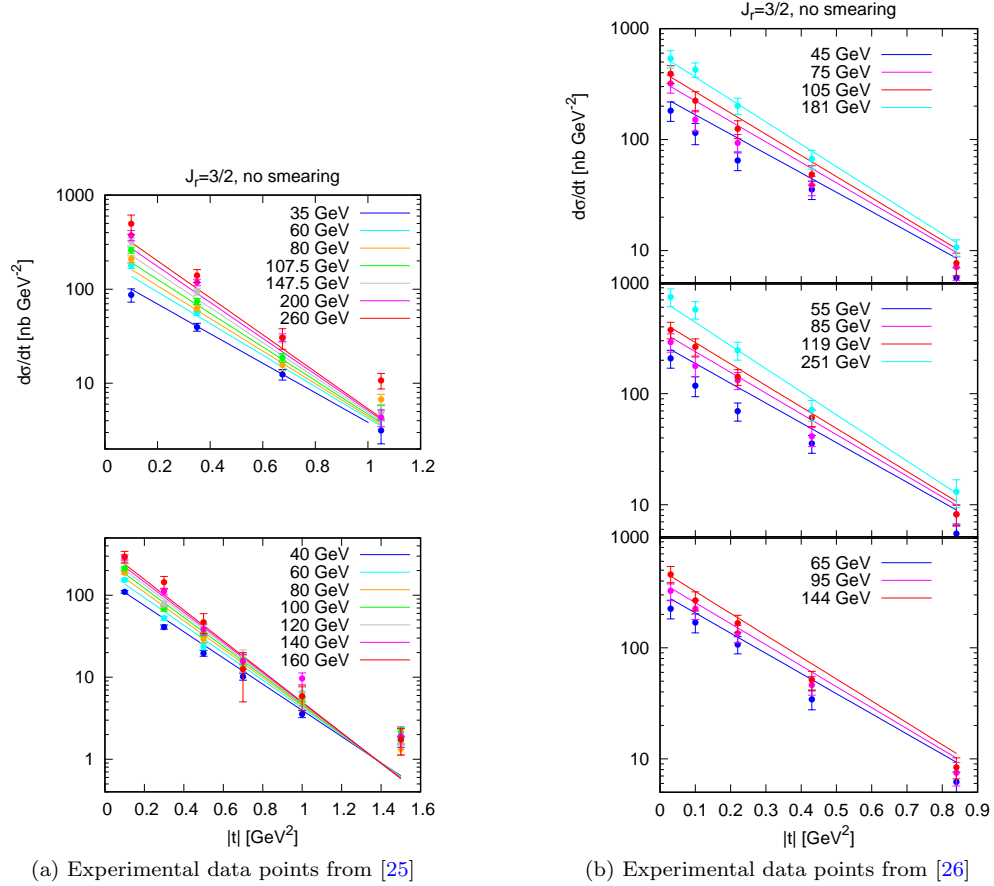 J_r=3/2, no smearing
dσ/dt [nb GeV^-2]
1000
100
10
35 GeV
60 GeV
80 GeV
107.5 GeV
147.5 GeV
200 GeV
260 GeV
0 0.2 0.4 0.6 0.8 1 1.2 1.4
100
10
1
40 GeV
60 GeV
80 GeV
100 GeV
120 GeV
140 GeV
160 GeV
0 0.2 0.4 0.6 0.8 1 1.2 1.4 1.6
|t| [GeV^2]
(a) Experimental data points from [25]
J_r=3/2, no smearing
dσ/dt [nb GeV^-2]
1000
100
10
45 GeV
75 GeV
105 GeV
181 GeV
1000
100
10
55 GeV
85 GeV
119 GeV
251 GeV
1000
100
10
65 GeV
95 GeV
144 GeV
0 0.1 0.2 0.3 0.4 0.5 0.6 0.7 0.8 0.9
|t| [GeV^2]
(b) Experimental data points from [26]